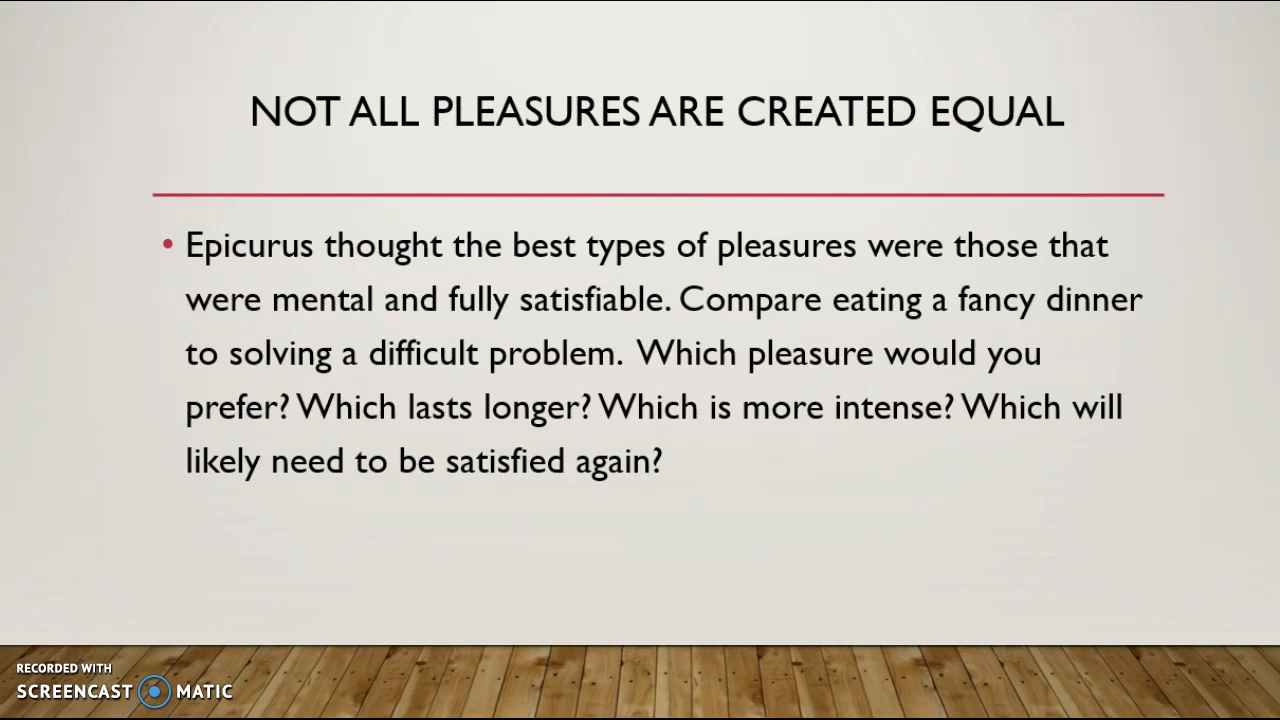 NOT ALL PLEASURES ARE CREATED EQUAL
• Epicurus thought the best types of pleasures were those that
were mental and fully satisfiable. Compare eating a fancy dinner
to solving a difficult problem.  Which pleasure would you
prefer? Which lasts longer? Which is more intense? Which will
likely need to be satisfied again?
RECORDED WITH
SCREENCAST MATIC